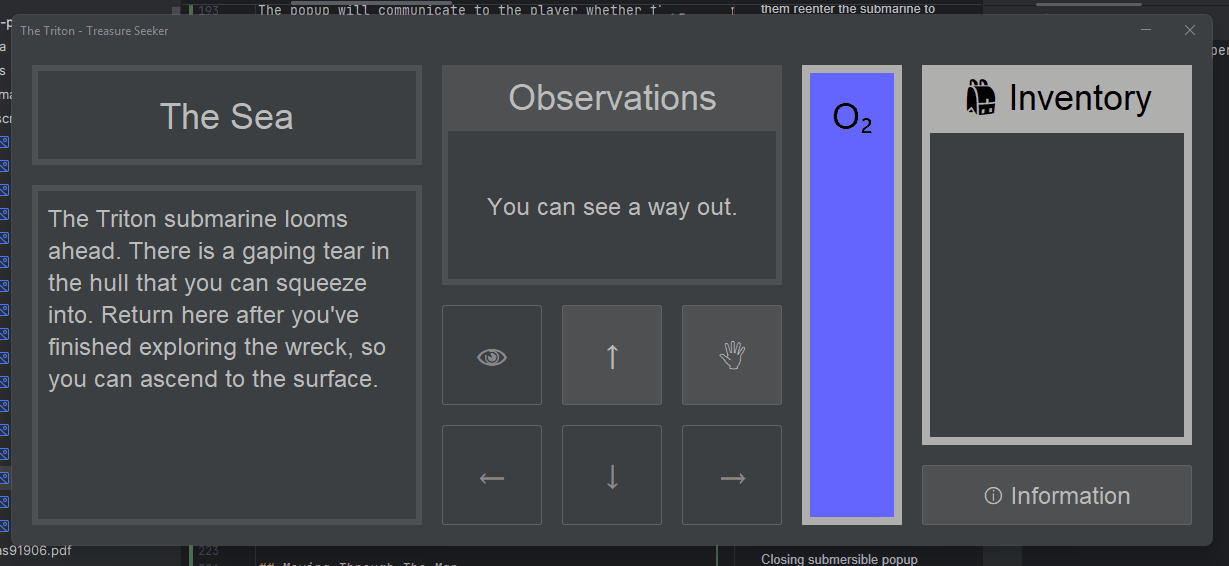 193
The popup will communicate to the player whether
them reenter the submarine to
The Triton - Treasure Seeker
The Sea
The Triton submarine looms
ahead. There is a gaping tear in
the hull that you can squeeze
into. Return here after you've
finished exploring the wreck, so
you can ascend to the surface.
Observations
You can see a way out.
↑
← ↓ →
O₂
Inventory
Information
as91906.pdf
223
Closing submersible popup
## Moving Through The Map